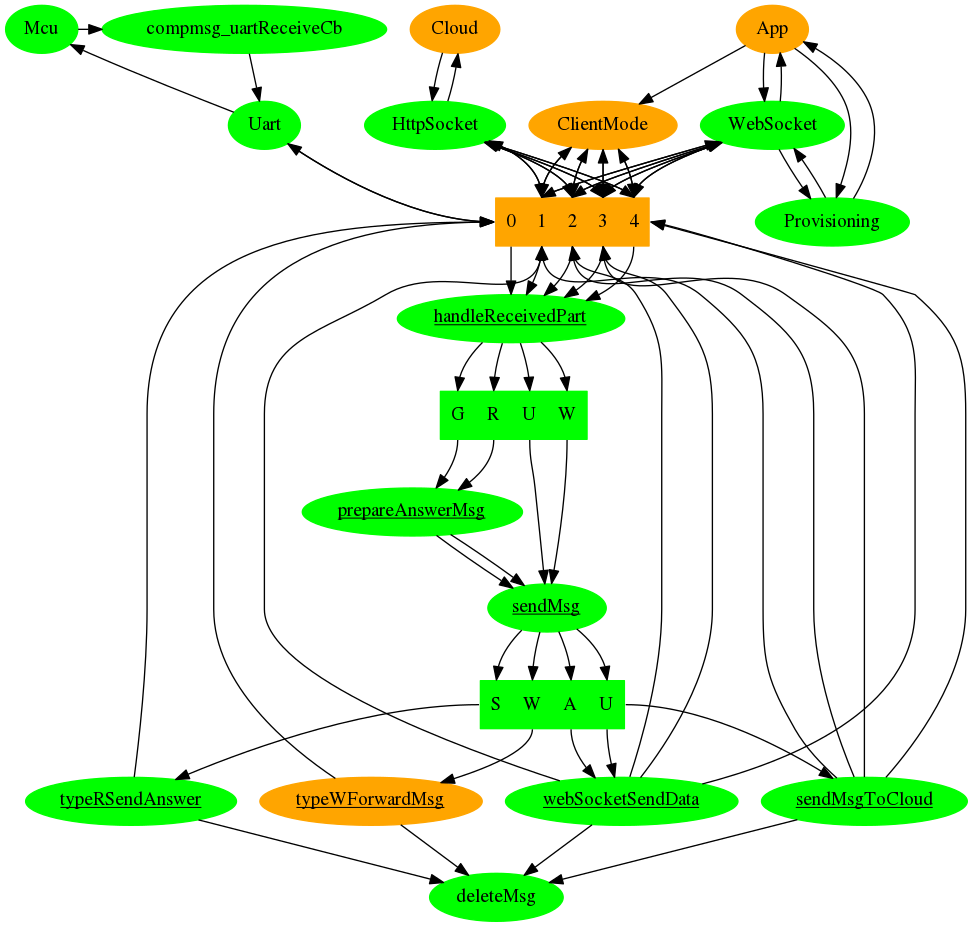 Mcu compmsg_uartReceiveCb Cloud App
Uart HttpSocket ClientMode WebSocket
0 1 2 3 4 Provisioning
handleReceivedPart
G R U W
prepareAnswerMsg
sendMsg
S W A U
typeRSendAnswer typeWForwardMsg webSocketSendData sendMsgToCloud
deleteMsg